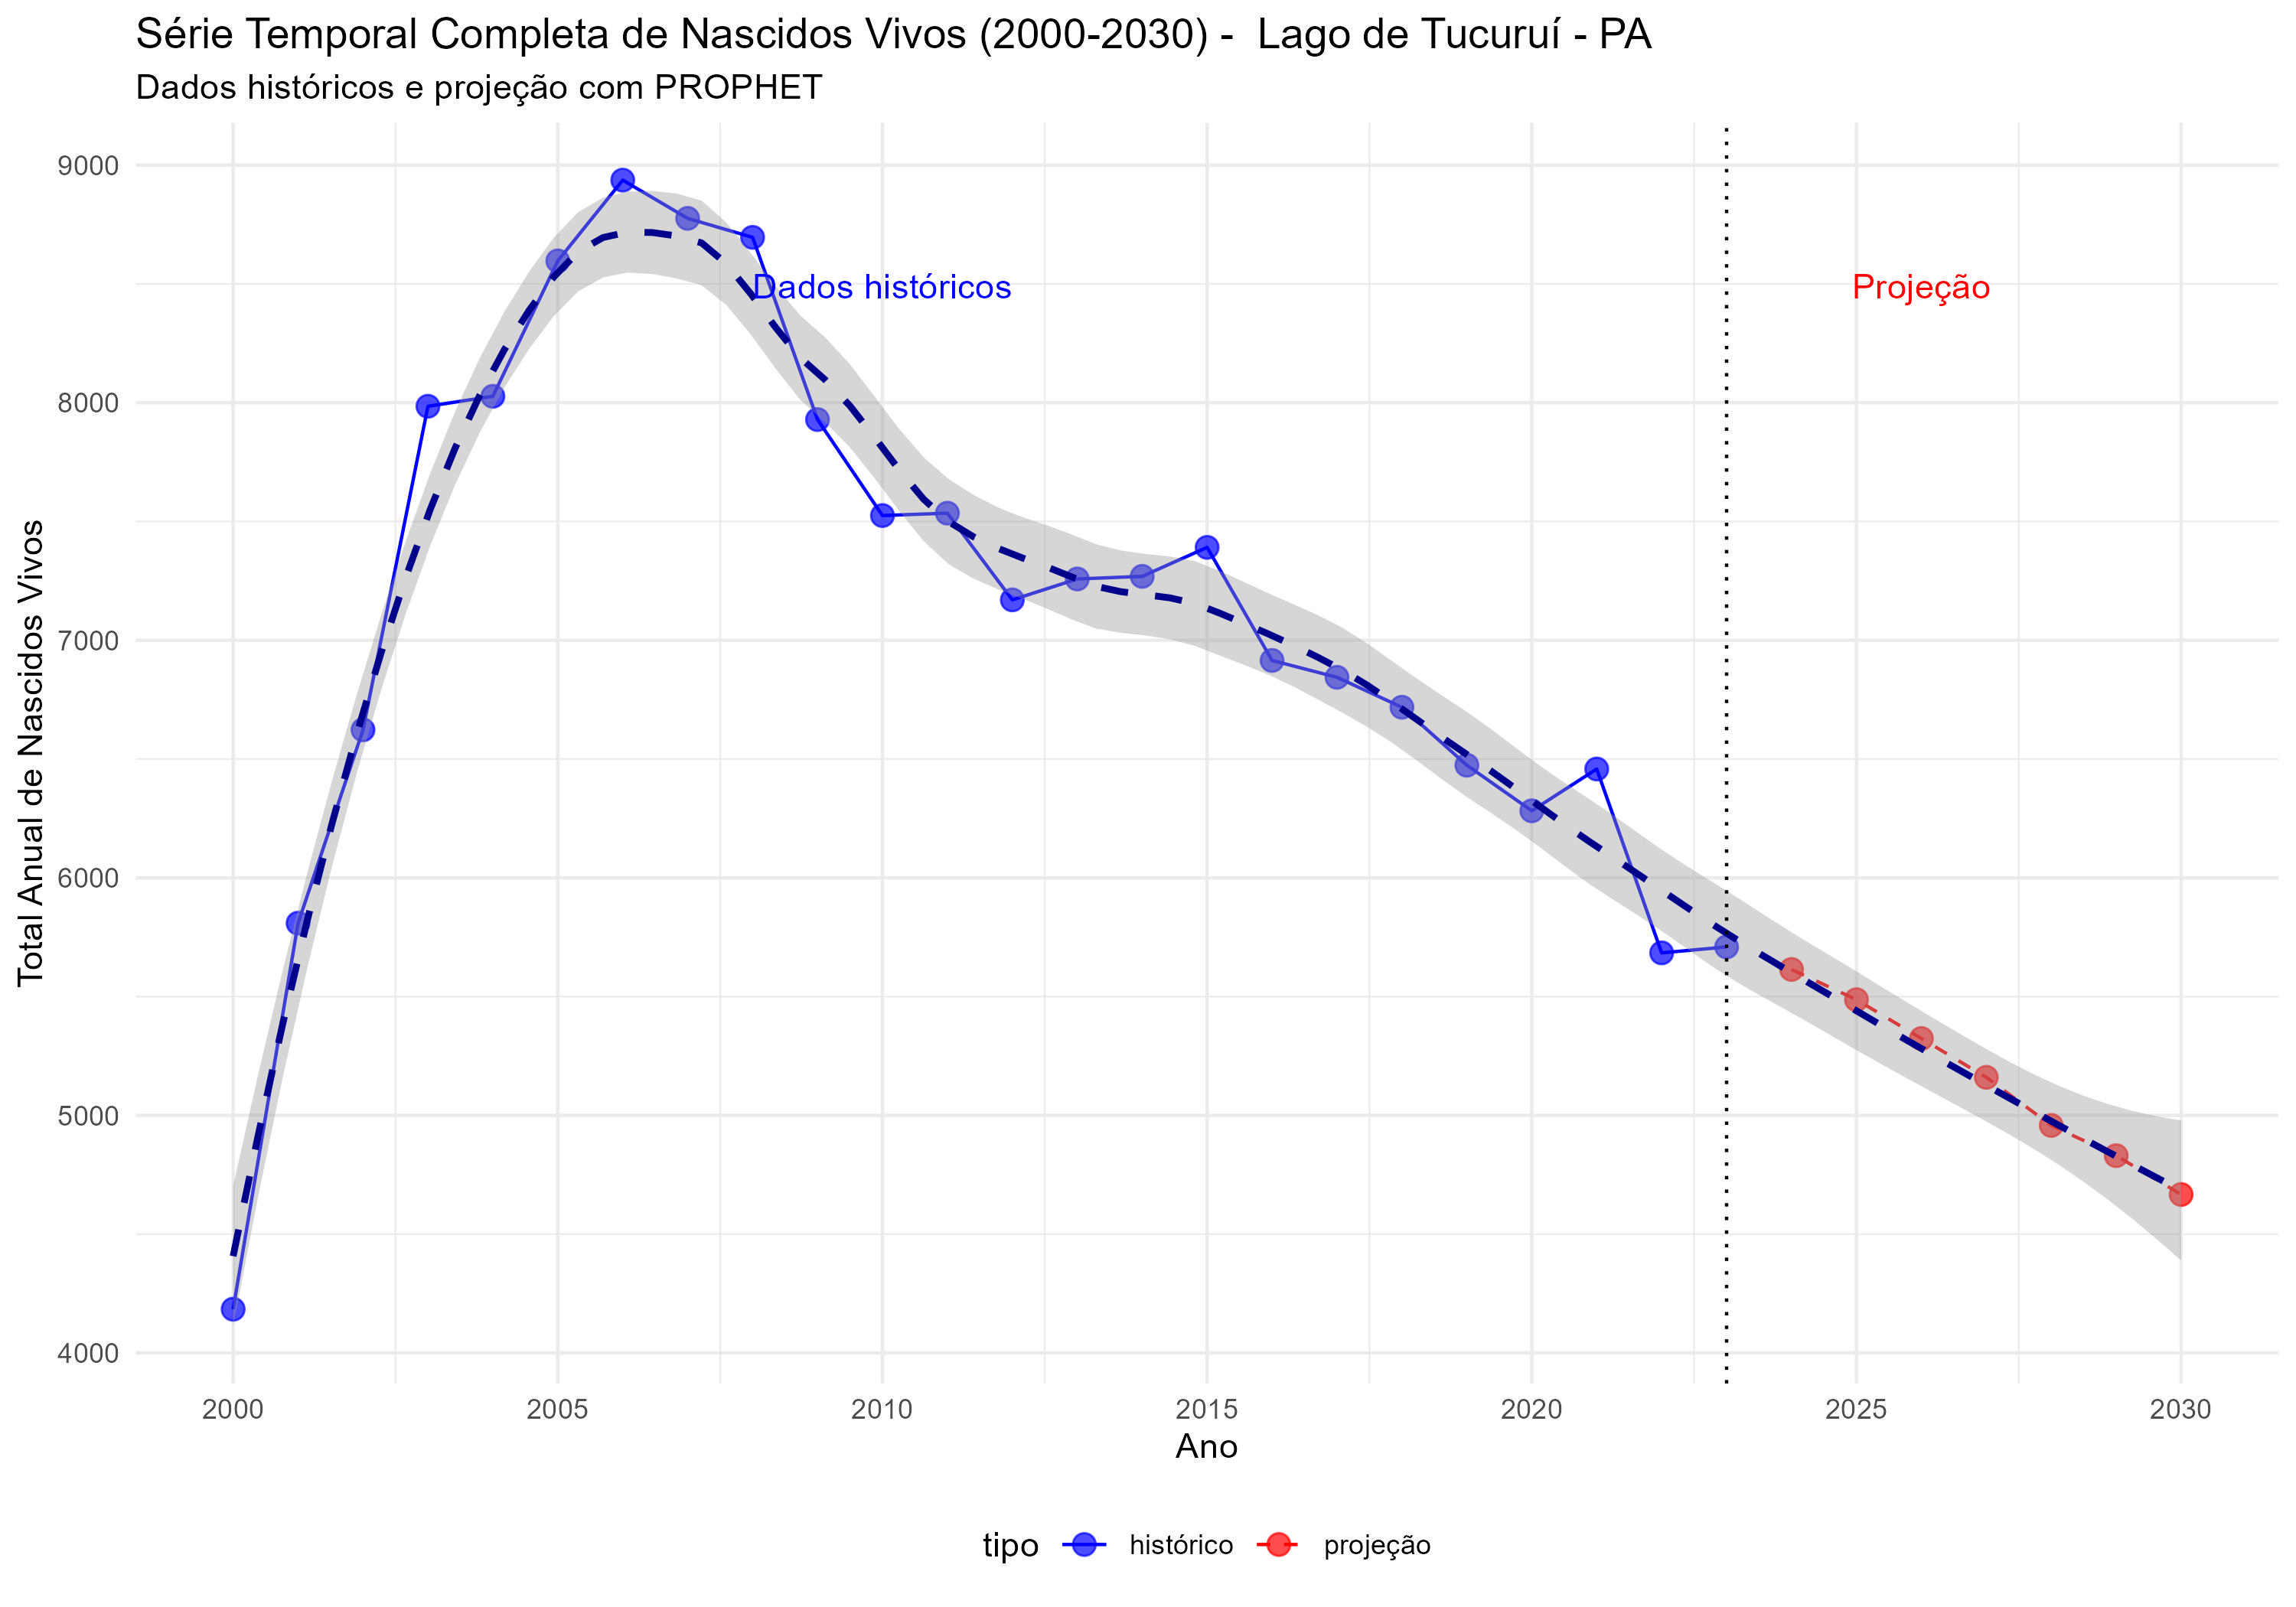 Série Temporal Completa de Nascidos Vivos (2000-2030) -  Lago de Tucuruí - PA
Dados históricos e projeção com PROPHET
Total Anual de Nascidos Vivos
9000
8000
7000
6000
5000
4000
Dados históricos
Projeção
2000
2005
2010
2015
2020
2025
2030
Ano
tipo
histórico
projeção